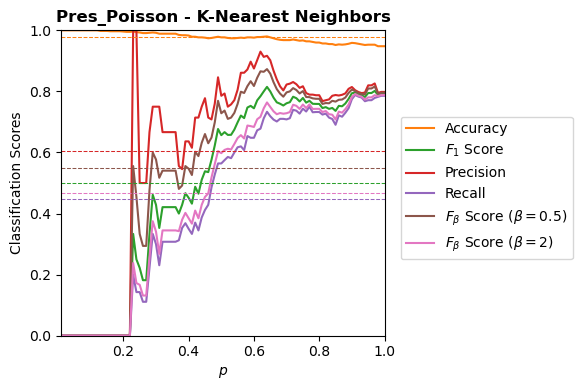 Pres_Poisson - K-Nearest Neighbors
Classification Scores
1.0
0.8
0.6
0.4
0.2
0.0
0.2 0.4 0.6 0.8 1.0
p
Accuracy
F₁ Score
Precision
Recall
Fᵦ Score (β = 0.5)
Fᵦ Score (β = 2)